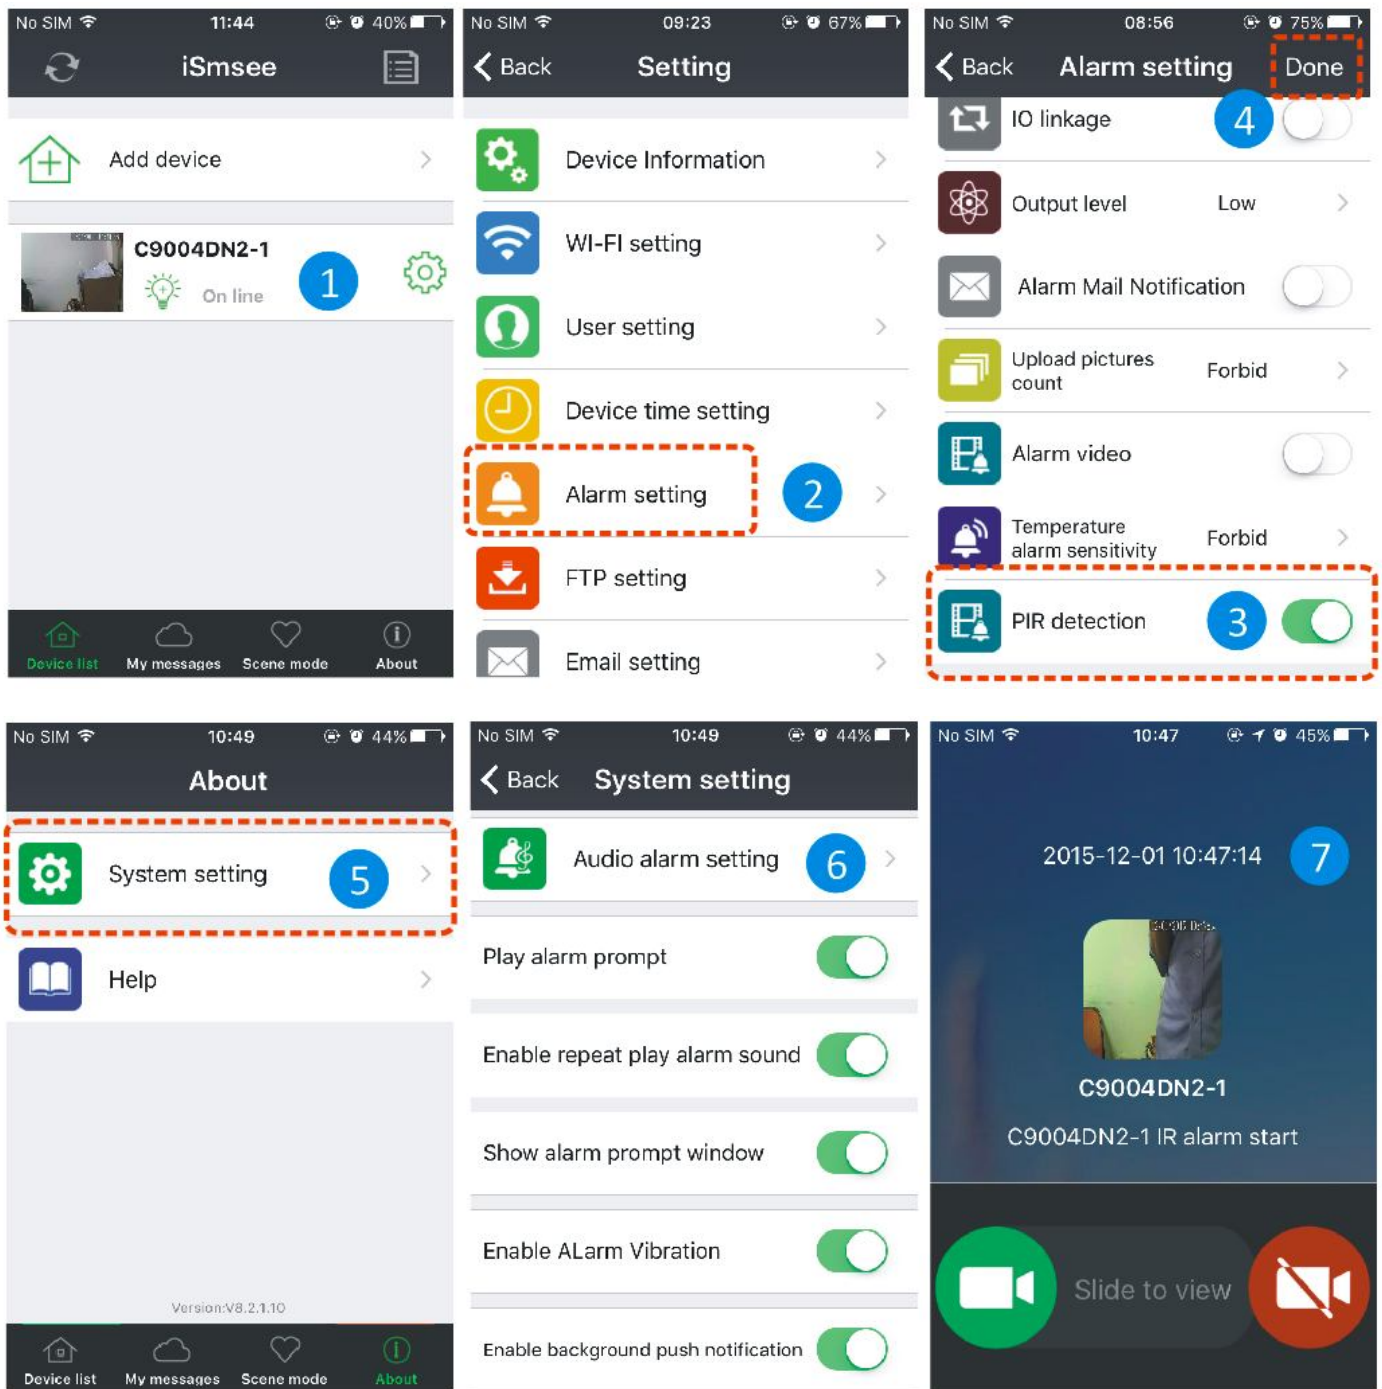 No SIM 11:44 40%
iSmsee
Add device
C9004DN2-1
On line
1
Device list My messages Scene mode About
No SIM 09:23 67%
Back Setting
Device Information
WI-FI setting
User setting
Device time setting
Alarm setting 2
FTP setting
Email setting
No SIM 08:56 75%
Back Alarm setting Done
IO linkage 4
Output level Low
Alarm Mail Notification
Upload pictures
count
Forbid
Alarm video
Temperature
alarm sensitivity
Forbid
PIR detection 3
No SIM 10:49 44%
About
System setting 5
Help
Version:V8.2.1.10
Device list My messages Scene mode About
No SIM 10:49 44%
Back System setting
Audio alarm setting 6
Play alarm prompt
Enable repeat play alarm sound
Show alarm prompt window
Enable ALarm Vibration
Enable background push notification
No SIM 10:47 45%
2015-12-01 10:47:14 7
C9004DN2-1
C9004DN2-1 IR alarm start
Slide to view